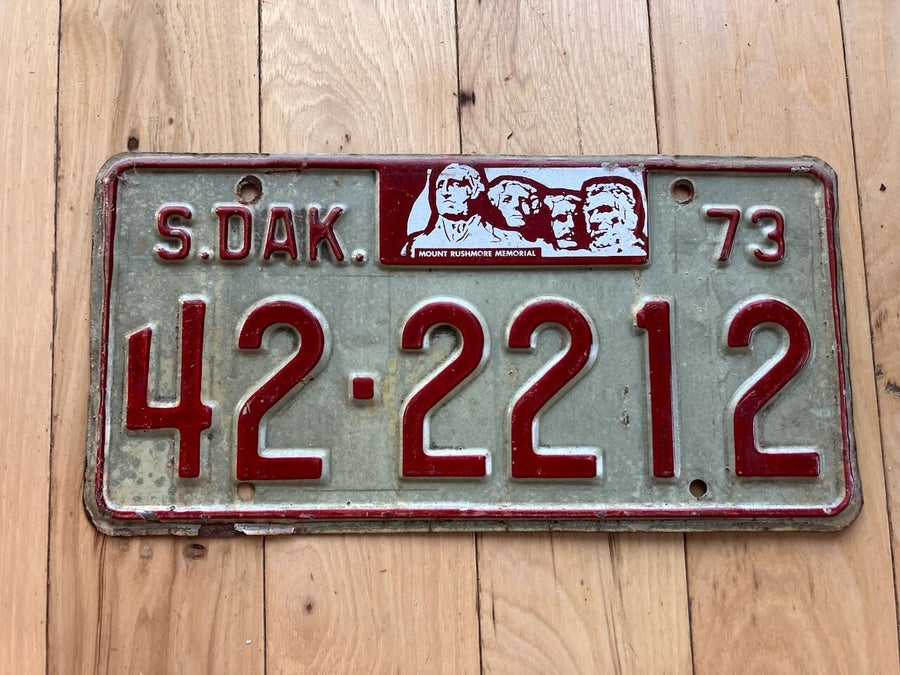 S.DAK. 73
MOUNT RUSHMORE MEMORIAL
42·2212